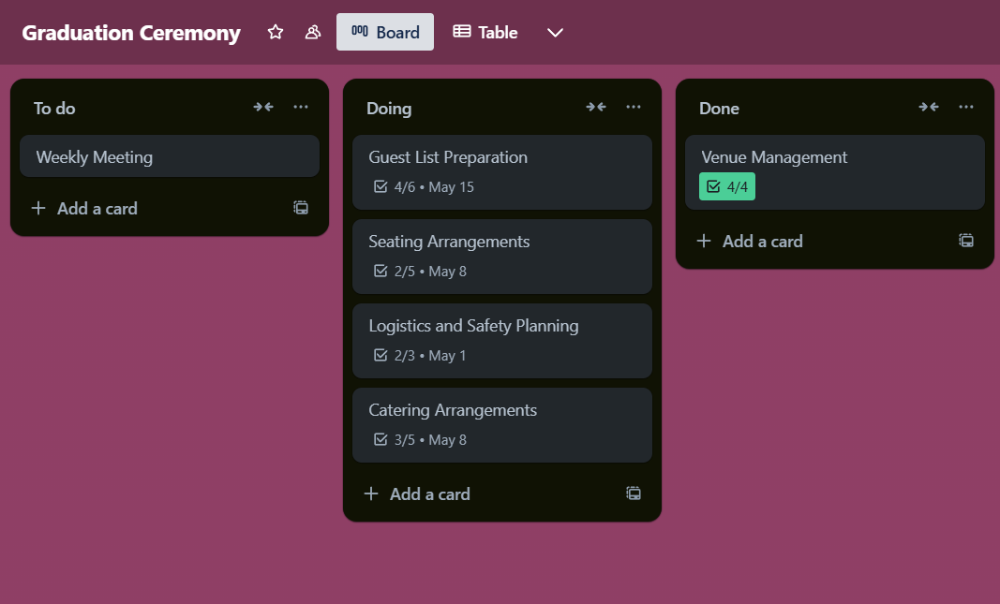 Graduation Ceremony
Board
Table
To do
Weekly Meeting
Add a card
Doing
Guest List Preparation
4/6 • May 15
Seating Arrangements
2/5 • May 8
Logistics and Safety Planning
2/3 • May 1
Catering Arrangements
3/5 • May 8
Add a card
Done
Venue Management
4/4
Add a card